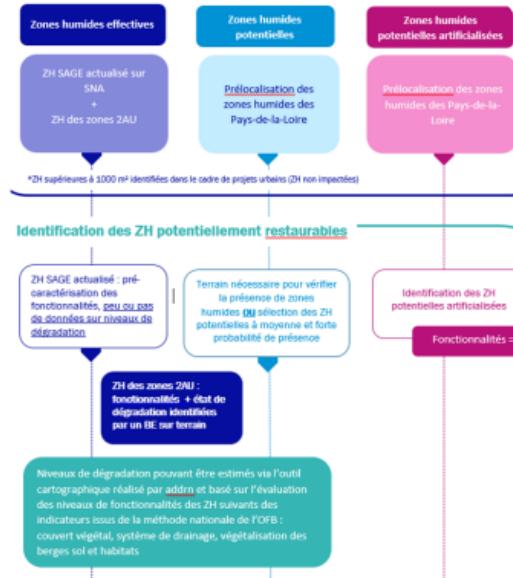 Zones humides effectives
Zones humides
potentielles
Zones humides
potentielles artificialisées
ZH SAGE actualisé sur
SNA
+
ZH des zones 2AU
Prélocalisation des
zones humides des
Pays-de-la-Loire
Prélocalisation des zones
humides des Pays-de-la-
Loire
*ZH supérieures à 1000 m² identifiées dans le cadre de projets urbains (ZH non impactées)
Identification des ZH potentiellement restaurables
ZH SAGE actualisé : pré-
caractérisation des
fonctionnalités, peu ou pas
de données sur niveaux de
dégradation
Terrain nécessaire pour vérifier
la présence de zones
humides ou sélection des ZH
potentielles à moyenne et forte
probabilité de présence
Identification des ZH
potentielles artificialisées
Fonctionnalités =
ZH des zones 2AU :
fonctionnalités + état de
dégradation identifiées
par un BE sur terrain
Niveaux de dégradation pouvant être estimés via l'outil
cartographique réalisé par addrn et basé sur l'évaluation
des niveaux de fonctionnalités des ZH suivants des
indicateurs issus de la méthode nationale de l'OFB :
couvert végétal, système de drainage, végétalisation des
berges sol et habitats